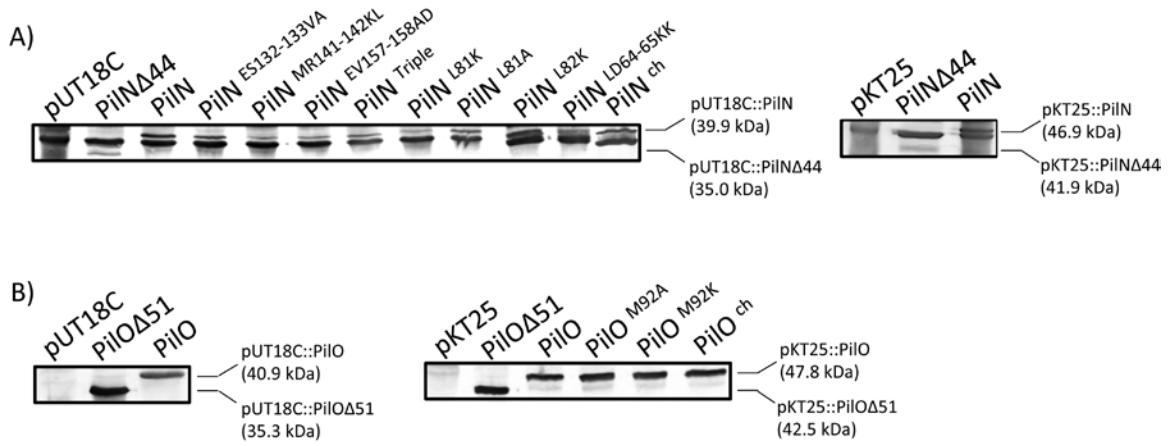 A)
pUT18C
PilNΔ44
PilN
PilN ES132-133VA
PilN MR141-142KL
PilN EV157-158AD
PilN Triple
PilN L81K
PilN L81A
PilN L82K
PilN LD64-65KK
PilN ch
pUT18C::PilN
(39.9 kDa)
pUT18C::PilNΔ44
(35.0 kDa)
pKT25
PilNΔ44
PilN
pKT25::PilN
(46.9 kDa)
pKT25::PilNΔ44
(41.9 kDa)
B)
pUT18C
PilOΔ51
PilO
pUT18C::PilO
(40.9 kDa)
pUT18C::PilOΔ51
(35.3 kDa)
pKT25
PilOΔ51
PilO
PilO M92A
PilO M92K
PilO ch
pKT25::PilO
(47.8 kDa)
pKT25::PilOΔ51
(42.5 kDa)